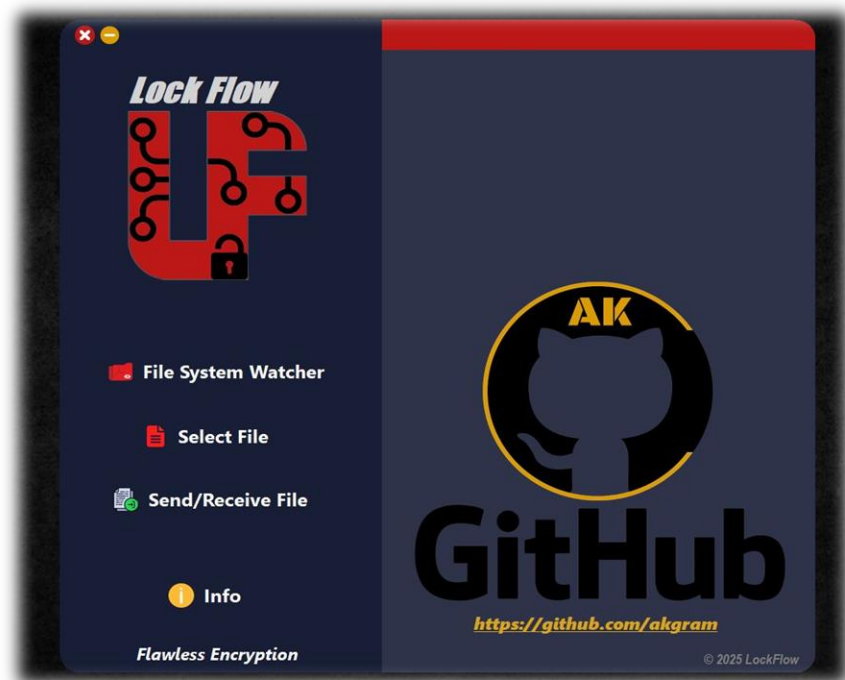 Lock Flow
File System Watcher
Select File
Send/Receive File
Info
Flawless Encryption
AK
GitHub
https://github.com/akgram
© 2025 LockFlow